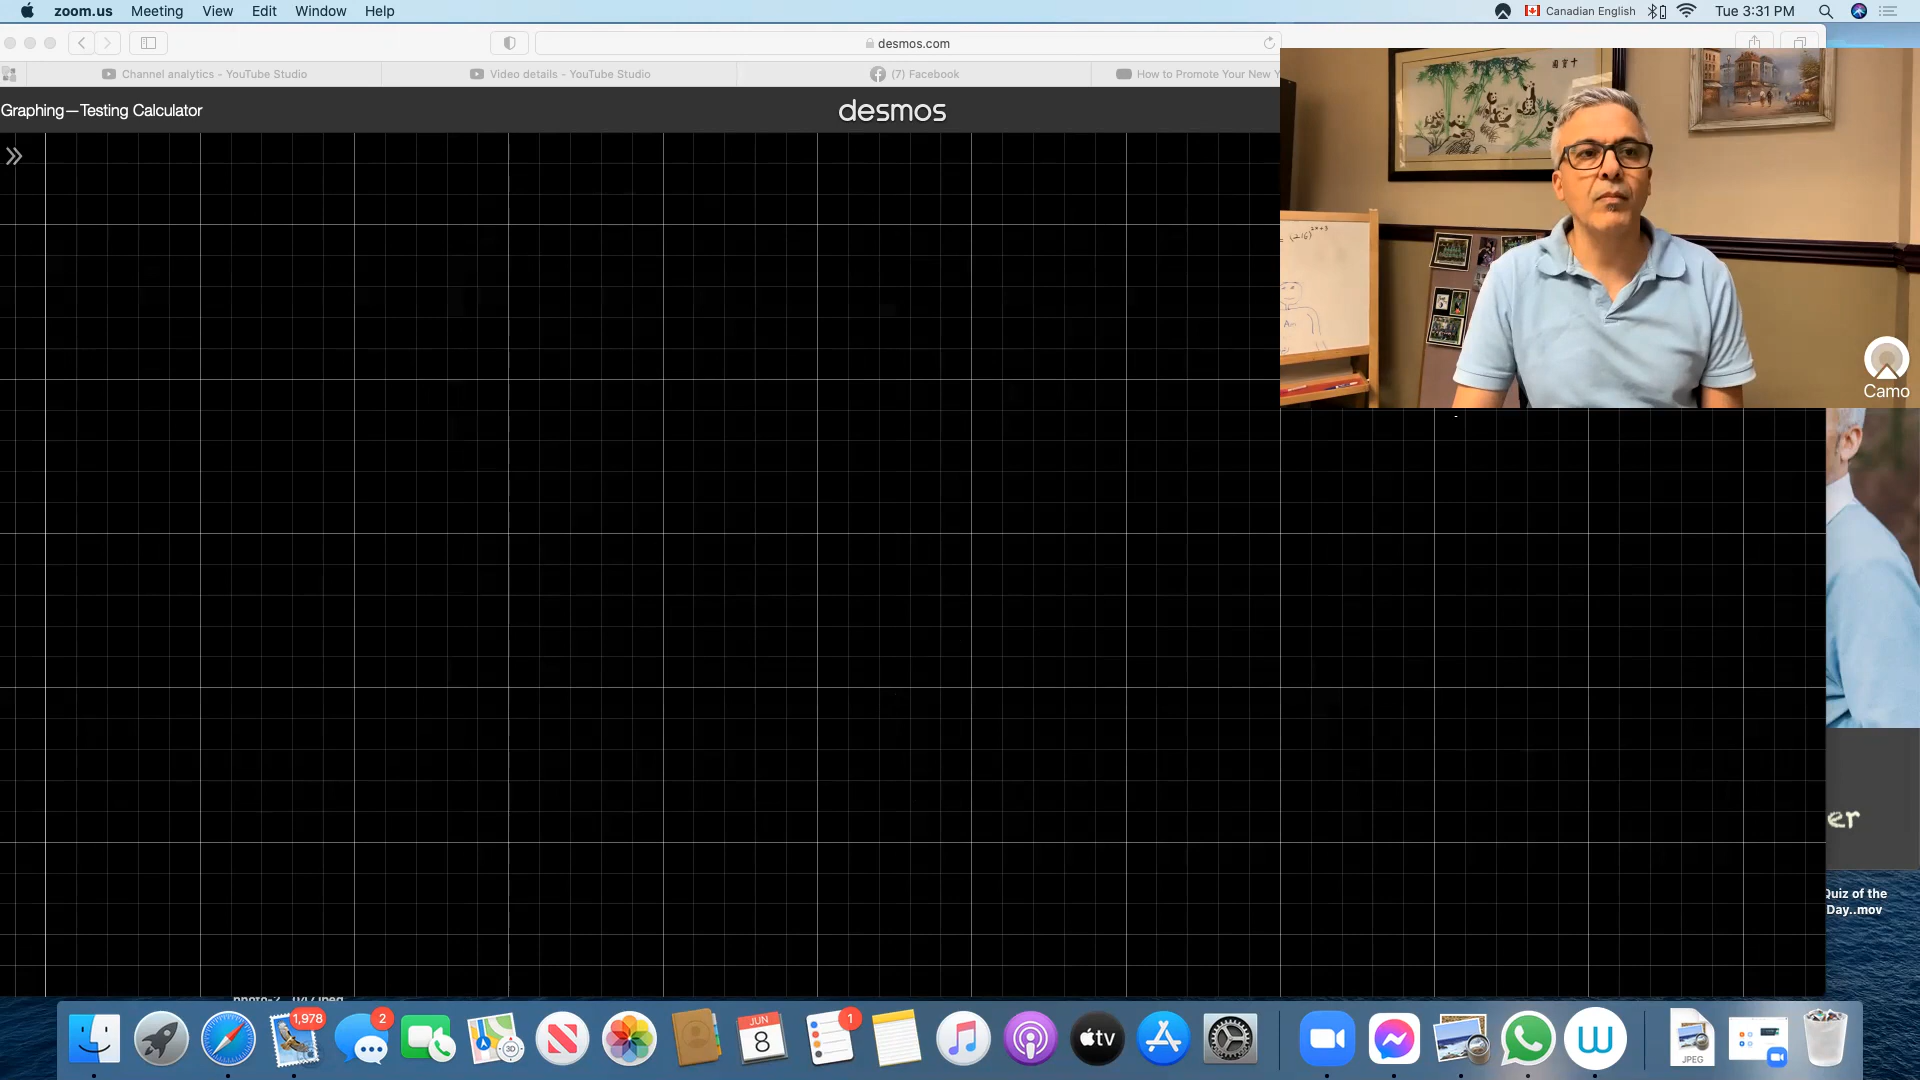 zoom.us Meeting View Edit Window Help
Canadian English Tue 3:31 PM
desmos.com
Channel analytics - YouTube Studio
Video details - YouTube Studio
(7) Facebook
How to Promote Your New Y
Graphing—Testing Calculator
desmos
Camo
er
Quiz of the
Day..mov
1,978
2
JUN
8
1
3D
tv
JPEG